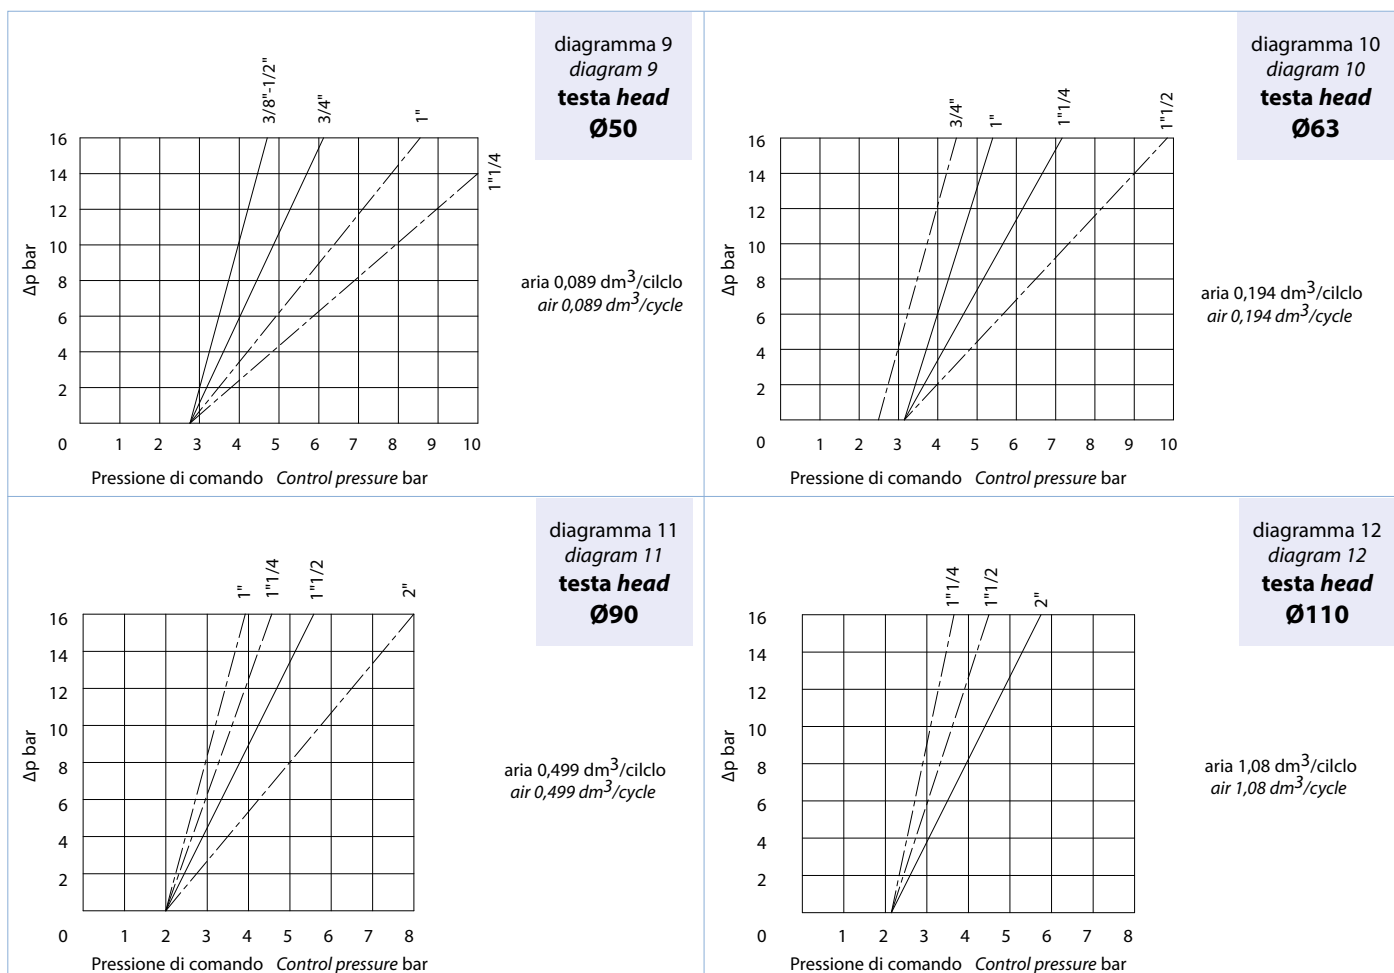 diagramma 9
diagram 9
testa head
Ø50
3/8"-1/2"
3/4"
1"
1"1/4
16
14
12
10
8
6
4
2
Δp bar
0 1 2 3 4 5 6 7 8 9 10
Pressione di comando Control pressure bar
aria 0,089 dm³/cilclo
air 0,089 dm³/cycle
diagramma 10
diagram 10
testa head
Ø63
3/4"
1"
1"1/4
1"1/2
16
14
12
10
8
6
4
2
Δp bar
0 1 2 3 4 5 6 7 8 9 10
Pressione di comando Control pressure bar
aria 0,194 dm³/cilclo
air 0,194 dm³/cycle
diagramma 11
diagram 11
testa head
Ø90
1"
1"1/4
1"1/2
2"
16
14
12
10
8
6
4
2
Δp bar
0 1 2 3 4 5 6 7 8
Pressione di comando Control pressure bar
aria 0,499 dm³/cilclo
air 0,499 dm³/cycle
diagramma 12
diagram 12
testa head
Ø110
1"1/4
1"1/2
2"
16
14
12
10
8
6
4
2
Δp bar
0 1 2 3 4 5 6 7 8
Pressione di comando Control pressure bar
aria 1,08 dm³/cilclo
air 1,08 dm³/cycle